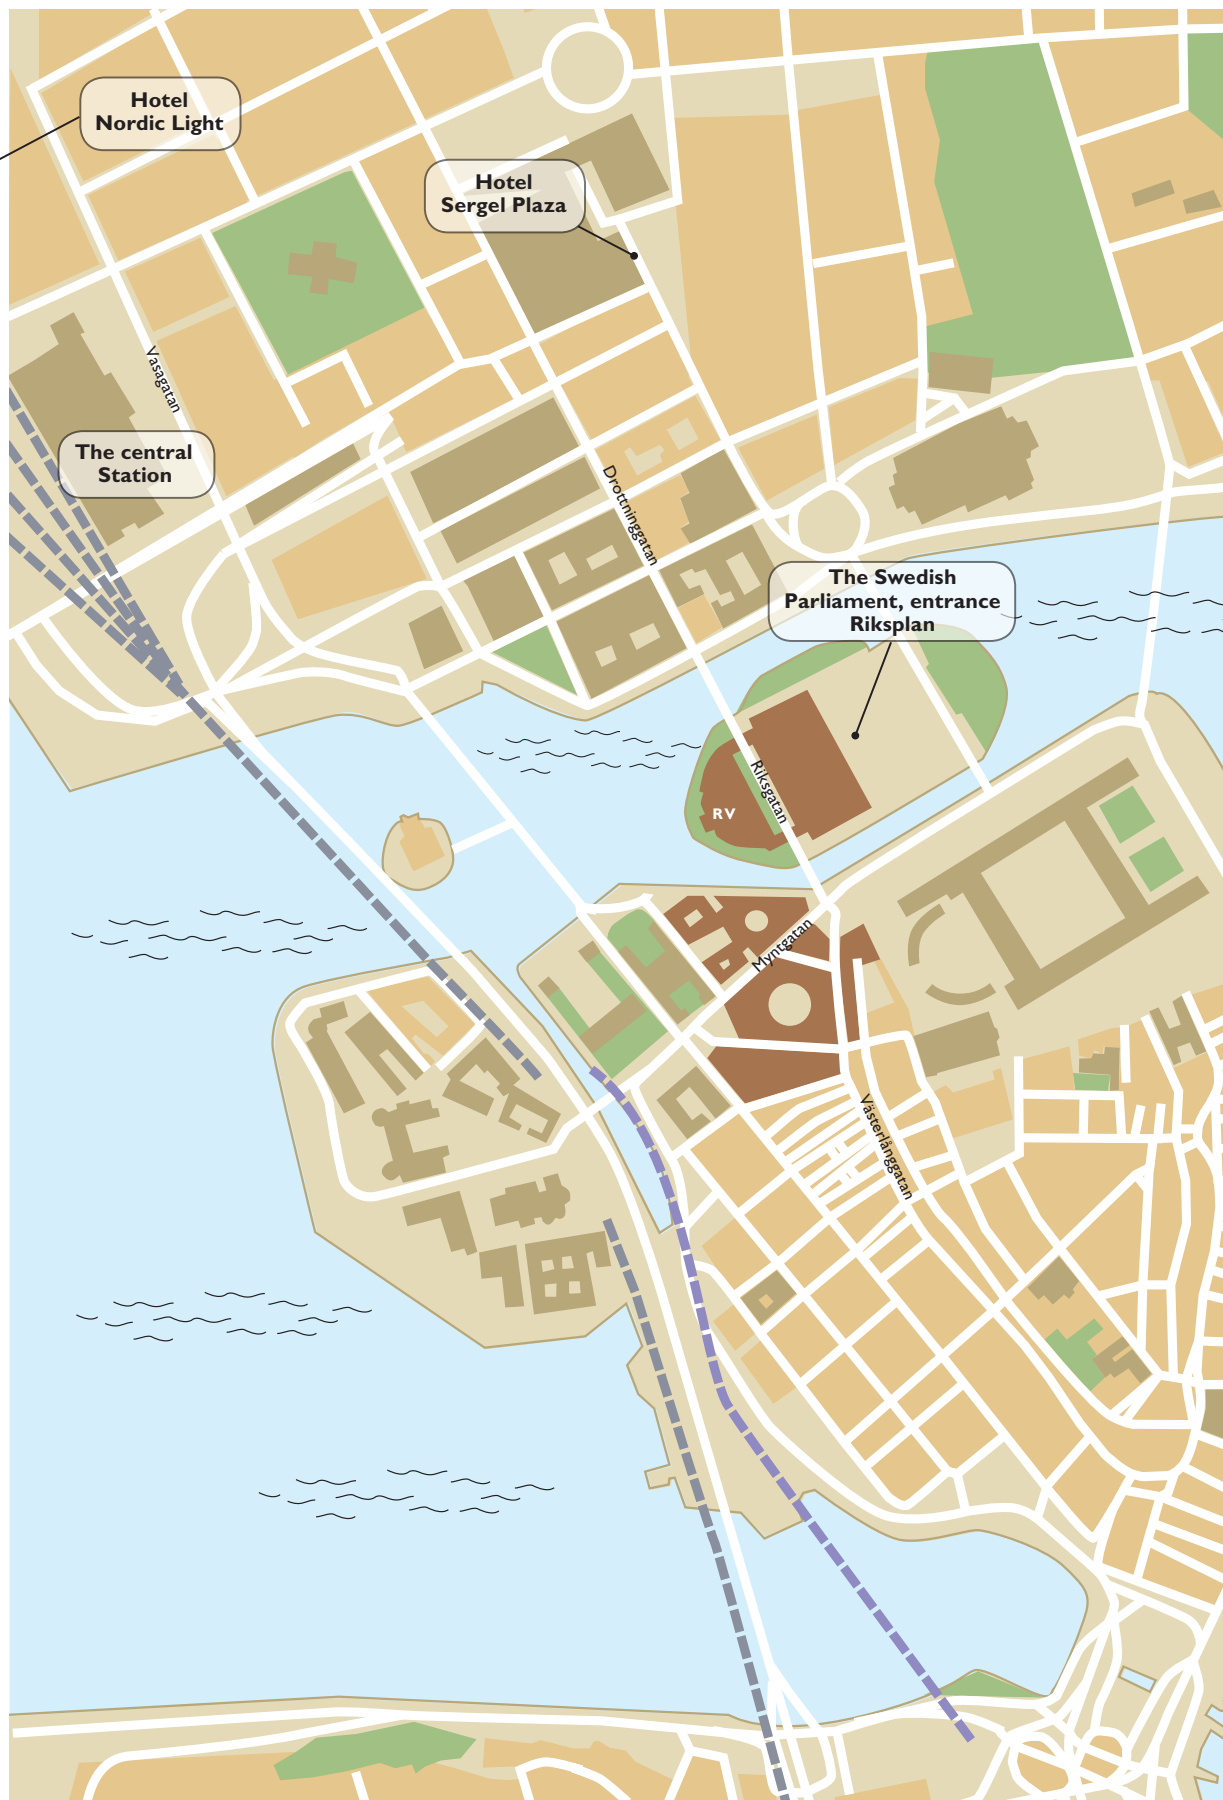 Hotel
Nordic Light
Hotel
Sergel Plaza
Vasagatan
The central
Station
Drottninggatan
The Swedish
Parliament, entrance
Riksplan
Riksgatan
RV
Myntgatan
Västerlånggatan